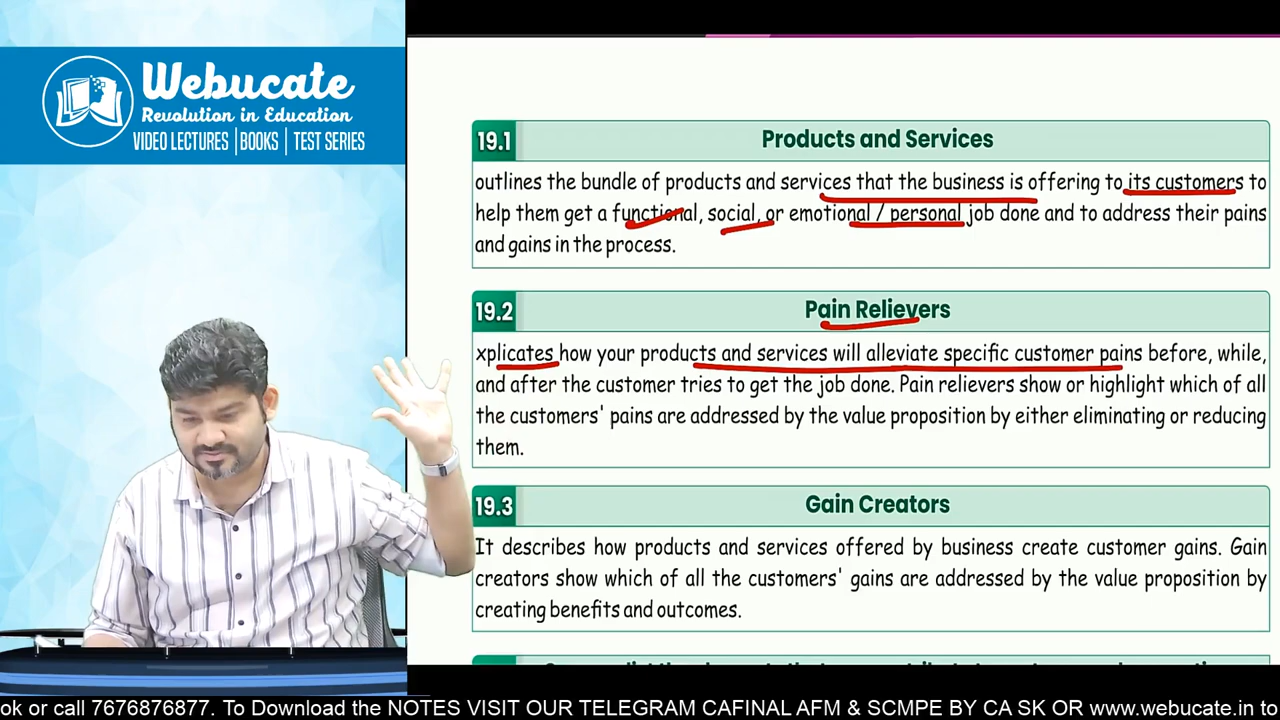 Webucate
Revolution in Education
VIDEO LECTURES | BOOKS | TEST SERIES
19.1 Products and Services
outlines the bundle of products and services that the business is offering to its customers to
help them get a functional, social, or emotional / personal job done and to address their pains
and gains in the process.
19.2 Pain Relievers
xplicates how your products and services will alleviate specific customer pains before, while,
and after the customer tries to get the job done. Pain relievers show or highlight which of all
the customers' pains are addressed by the value proposition by either eliminating or reducing
them.
19.3 Gain Creators
It describes how products and services offered by business create customer gains. Gain
creators show which of all the customers' gains are addressed by the value proposition by
creating benefits and outcomes.
ok or call 7676876877. To Download the NOTES VISIT OUR TELEGRAM CAFINAL AFM & SCMPE BY CA SK OR www.webucate.in to